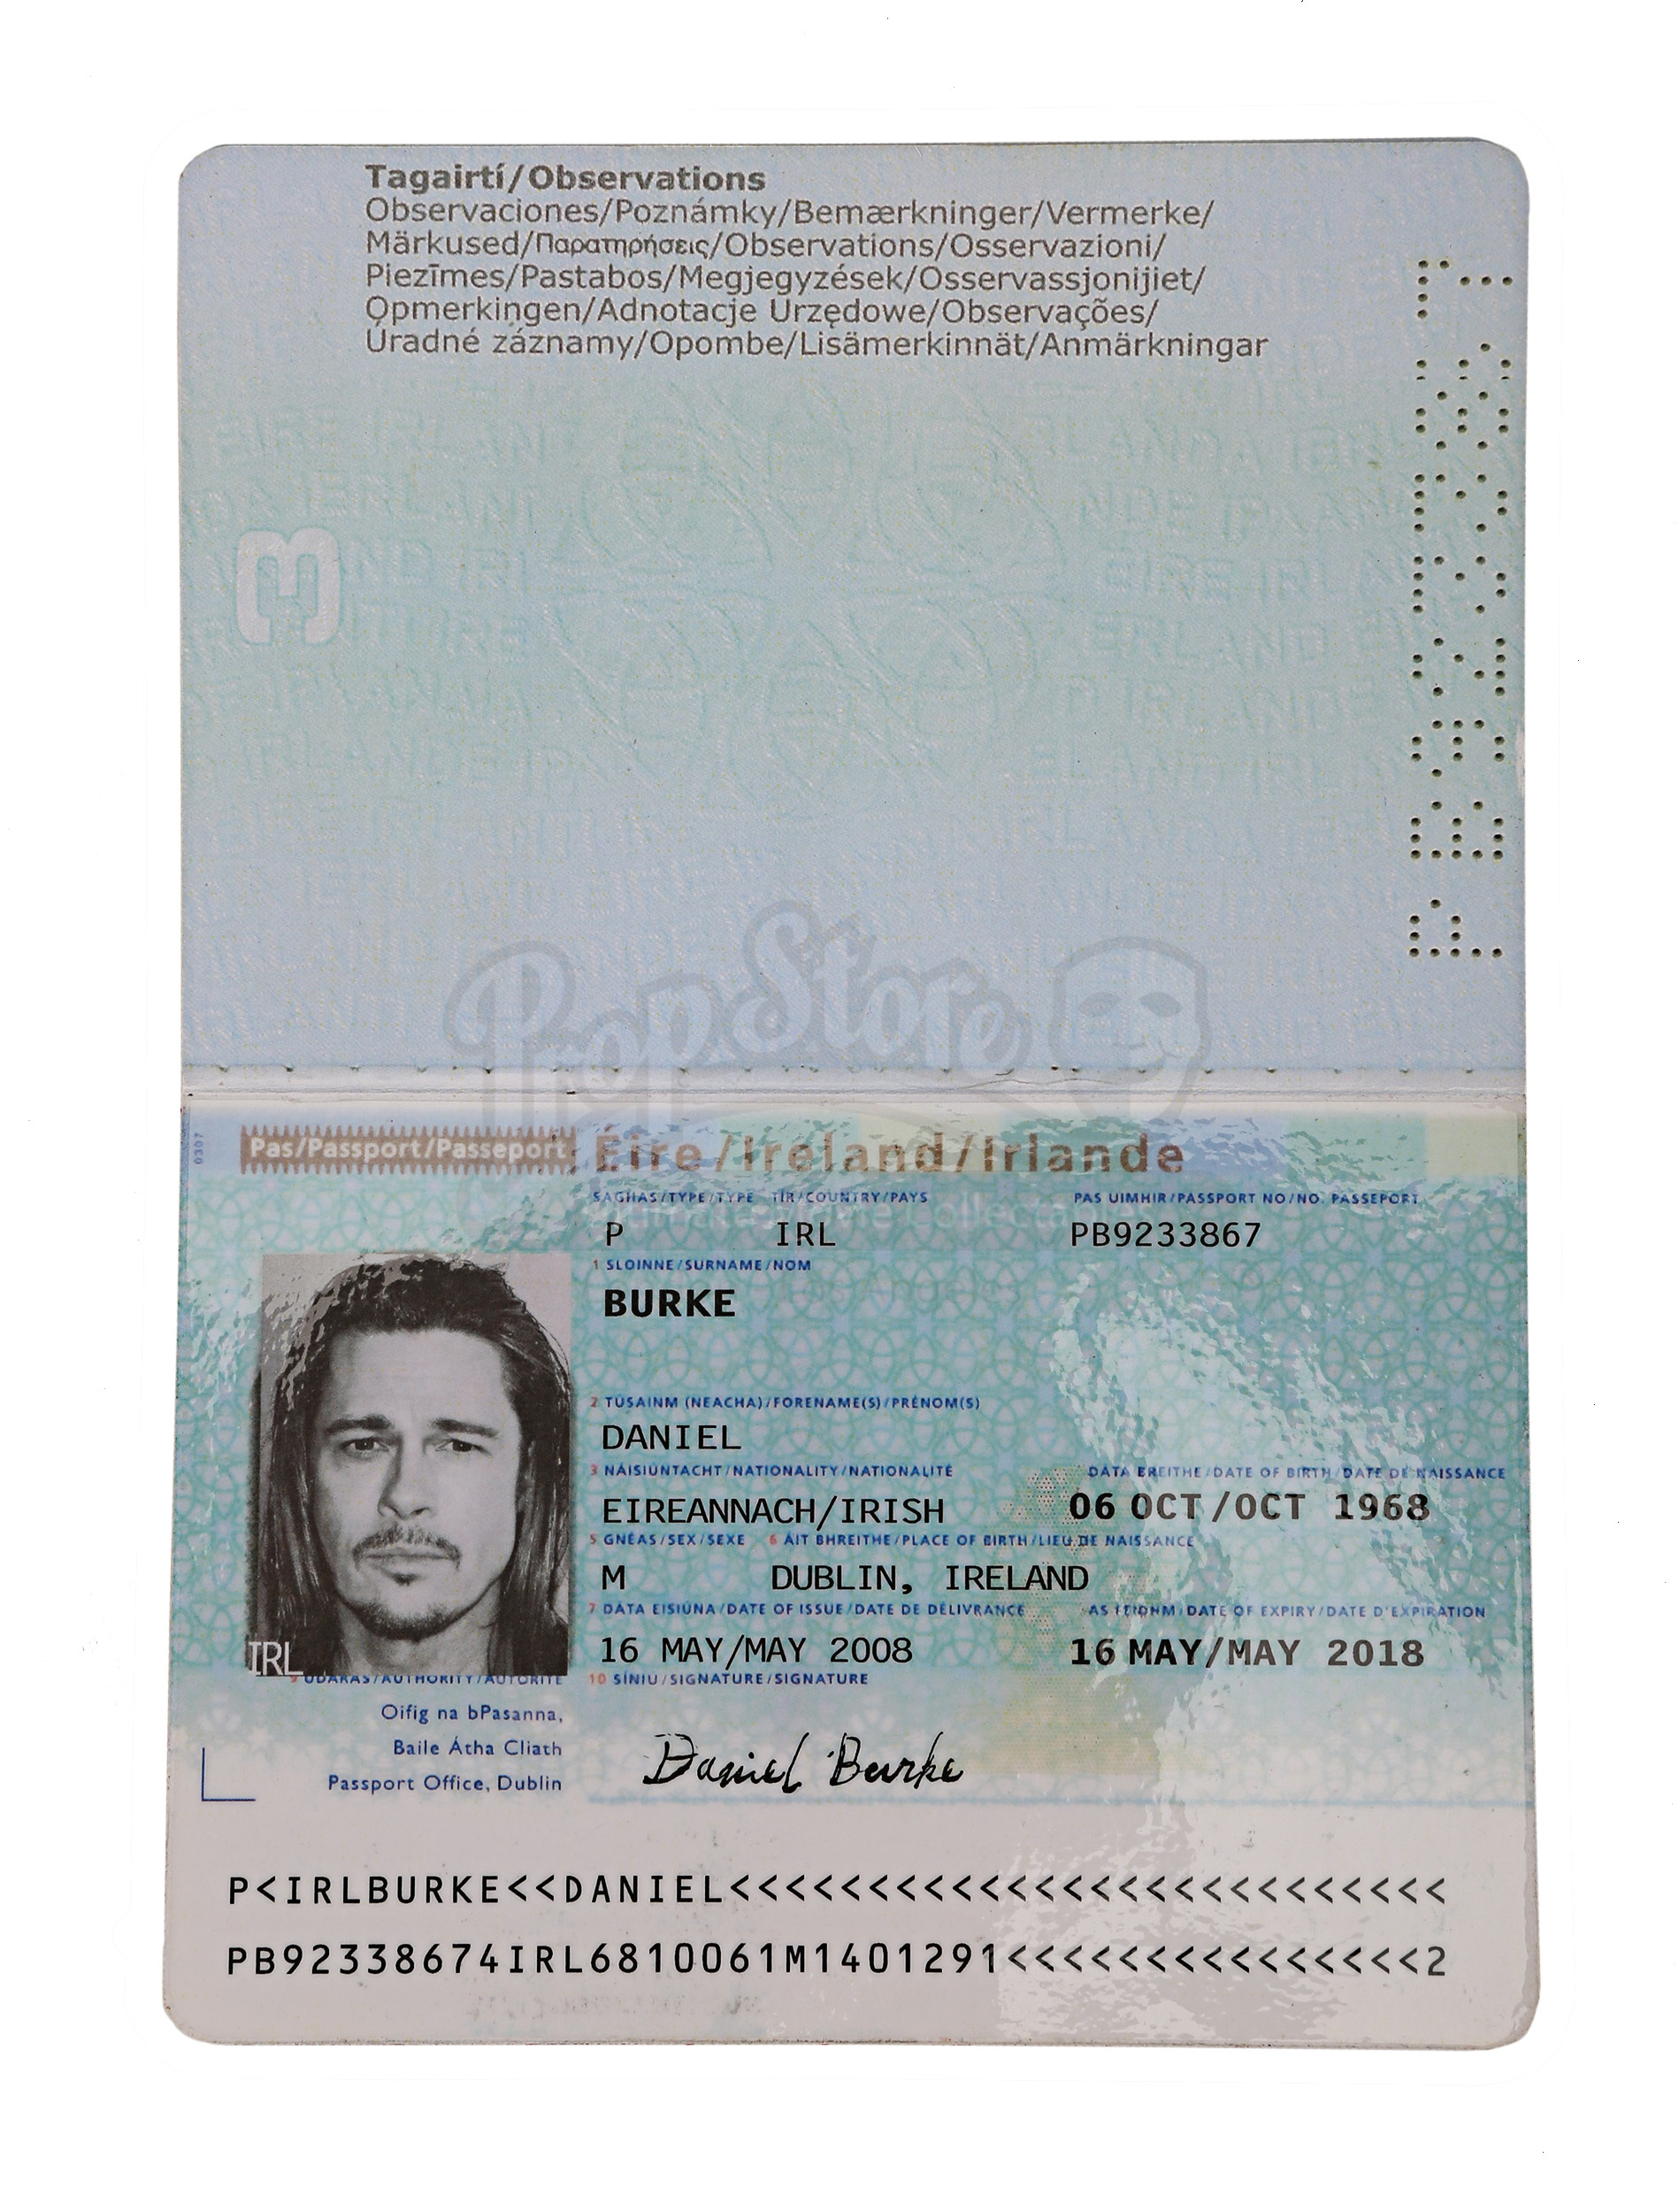 Tagairtí/Observations
Observaciones/Poznámky/Bemærkninger/Vermerke/
Märkused/Παρατηρήσεις/Observations/Osservazioni/
Piezīmes/Pastabos/Megjegyzések/Osservassjonijiet/
Opmerkingen/Adnotacje Urzędowe/Observações/
Úradné záznamy/Opombe/Lisämerkinnät/Anmärkningar
3
PropStore
0307
Pas/Passport/Passeport
Éire/Ireland/Irlande
SAGHAS/TYPE/TYPE TÍR/COUNTRY/PAYS PAS UIMHIR/PASSPORT NO/NO. PASSEPORT
P IRL PB9233867
1 SLOINNE/SURNAME/NOM
BURKE
2 TÚSAINM (NEACHA)/FORENAME(S)/PRÉNOM(S)
DANIEL
3 NÁISIÚNTACHT/NATIONALITY/NATIONALITÉ DATA BREITHE/DATE OF BIRTH/DATE DE NAISSANCE
EIREANNACH/IRISH 06 OCT/OCT 1968
5 GNÉAS/SEX/SEXE 6 ÁIT BHREITHE/PLACE OF BIRTH/LIEU DE NAISSANCE
M DUBLIN, IRELAND
7 DATA EISIÚNA/DATE OF ISSUE/DATE DE DÉLIVRANCE AS FEIDHM/DATE OF EXPIRY/DATE D'EXPIRATION
16 MAY/MAY 2008 16 MAY/MAY 2018
IRL
9 ÚDARÁS/AUTHORITY/AUTORITÉ 10 SÍNIÚ/SIGNATURE/SIGNATURE
Oifig na bPasanna,
Baile Átha Cliath
Passport Office, Dublin
Daniel Burke
P<IRLBURKE<<DANIEL<<<<<<<<<<<<<<<<<<<<<<<<<<
PB92338674IRL6810061M1401291<<<<<<<<<<<<<<<2